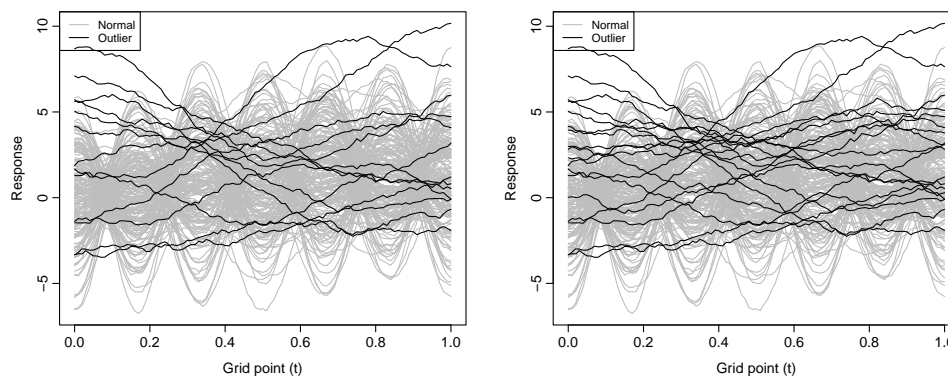 Normal
Outlier
10
5
0
−5
Response
0.0 0.2 0.4 0.6 0.8 1.0
Grid point (t)
Normal
Outlier
10
5
0
−5
Response
0.0 0.2 0.4 0.6 0.8 1.0
Grid point (t)